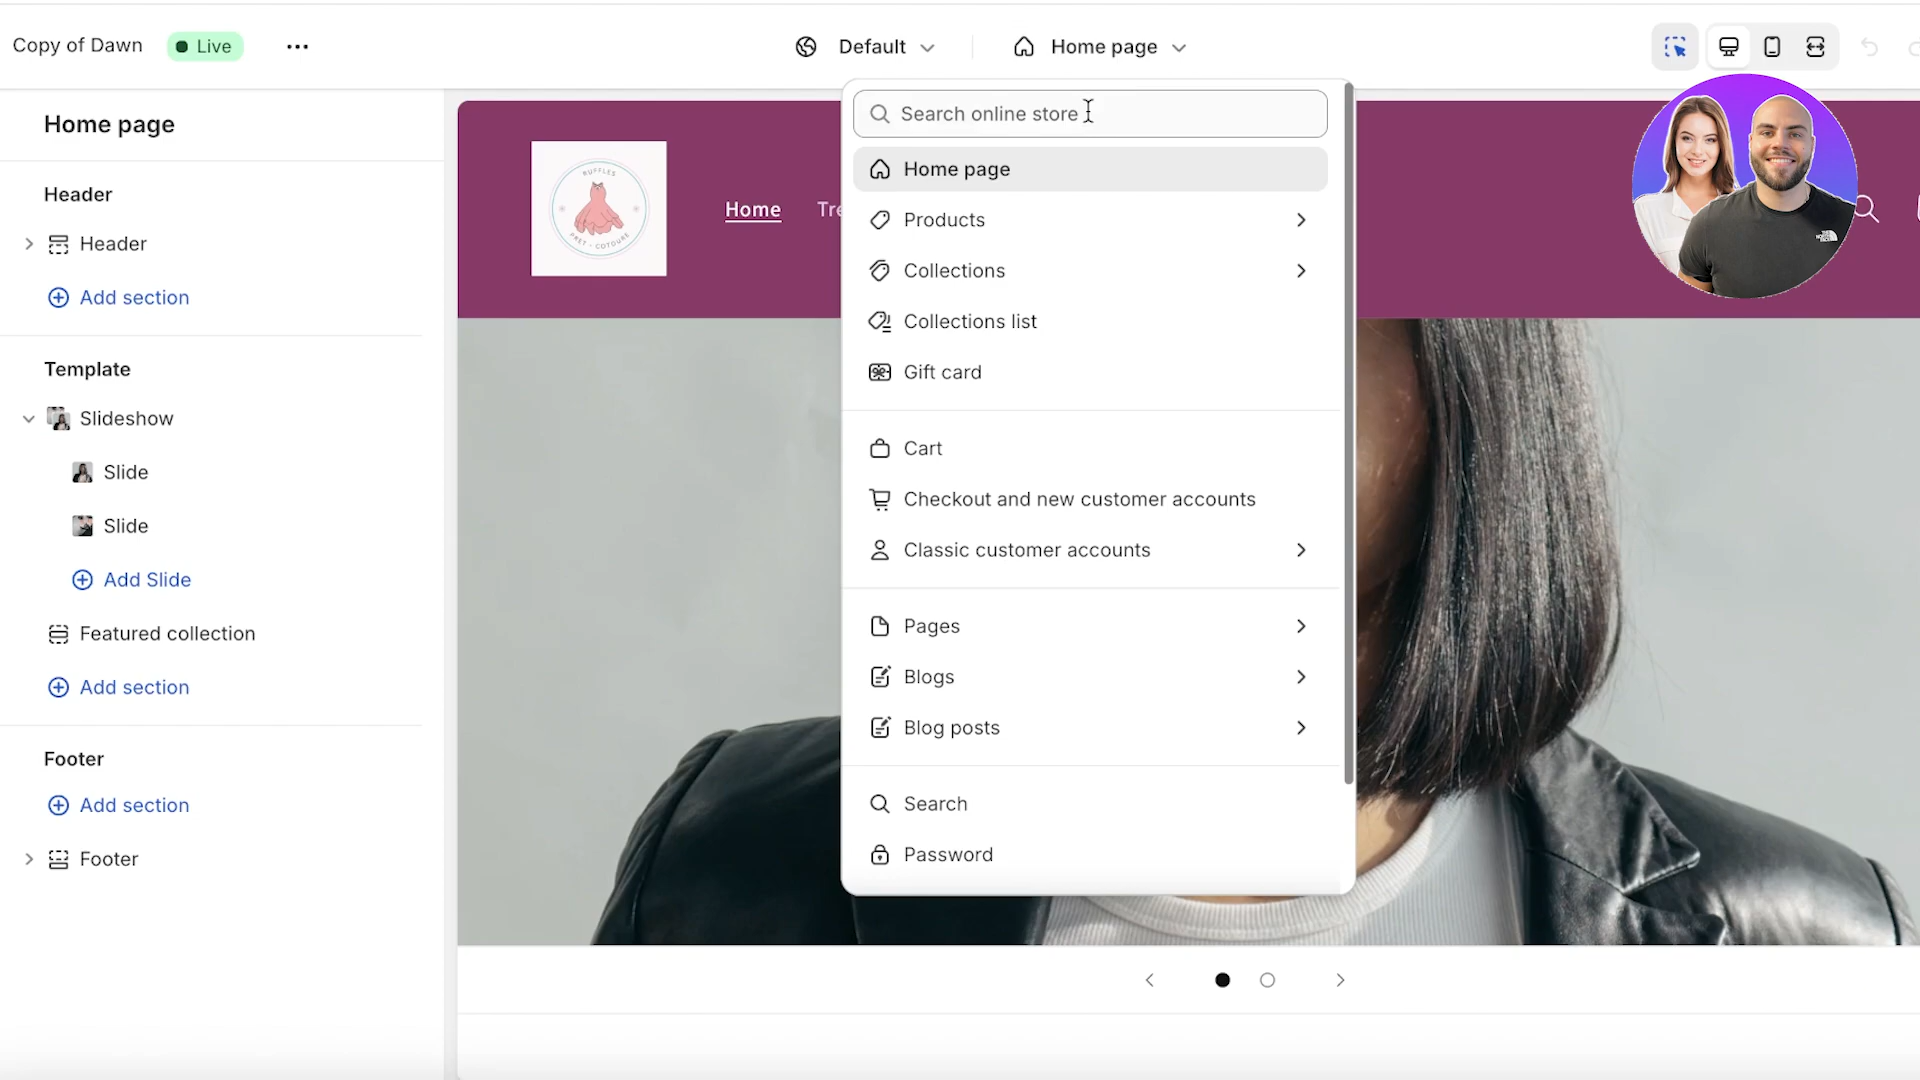 Copy of Dawn
Live
Default
Home page
Home page
Header
Header
Add section
Template
Slideshow
Slide
Slide
Add Slide
Featured collection
Add section
Footer
Add section
Footer
RUFFLES
PRET - COTOURE
Home
Tre
Search online store
Home page
Products
Collections
Collections list
Gift card
Cart
Checkout and new customer accounts
Classic customer accounts
Pages
Blogs
Blog posts
Search
Password